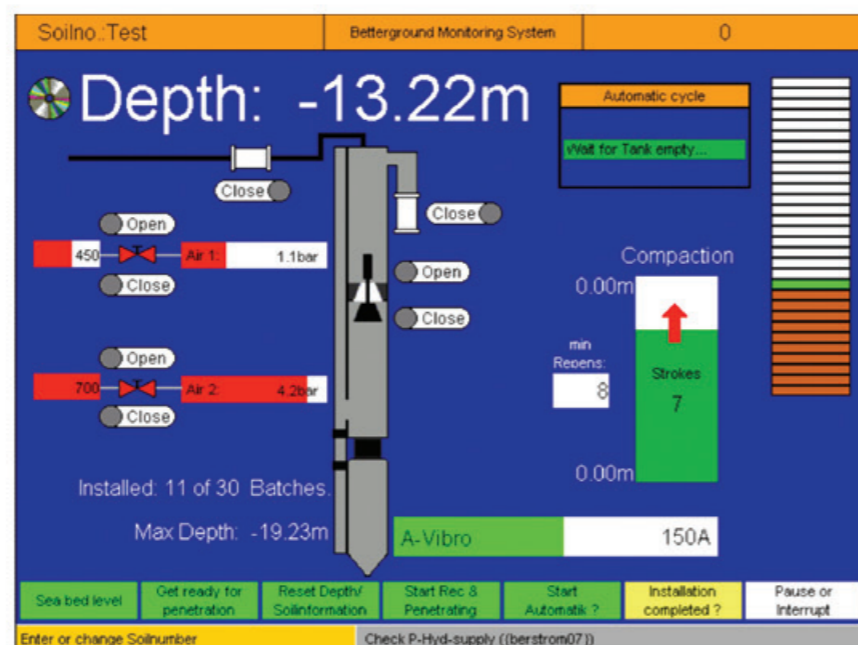 Soilno.:Test
Betterground Monitoring System
0
Depth: -13.22m
Automatic cycle
Wait for Tank empty...
Close
Close
Open
450
Air 1:
1.1bar
Close
Open
Close
Compaction
0.00m
min
Repens:
8
Strokes
7
0.00m
Open
700
Air 2:
4.2bar
Close
Installed: 11 of 30 Batches.
Max Depth: -19.23m
A-Vibro
150A
Sea bed level
Get ready for
penetration
Reset Depth/
Soilinformation
Start Rec &
Penetrating
Start
Automatik ?
Installation
completed ?
Pause or
Interrupt
Enter or change Soilnumber
Check P-Hyd-supply ((berstrom07))